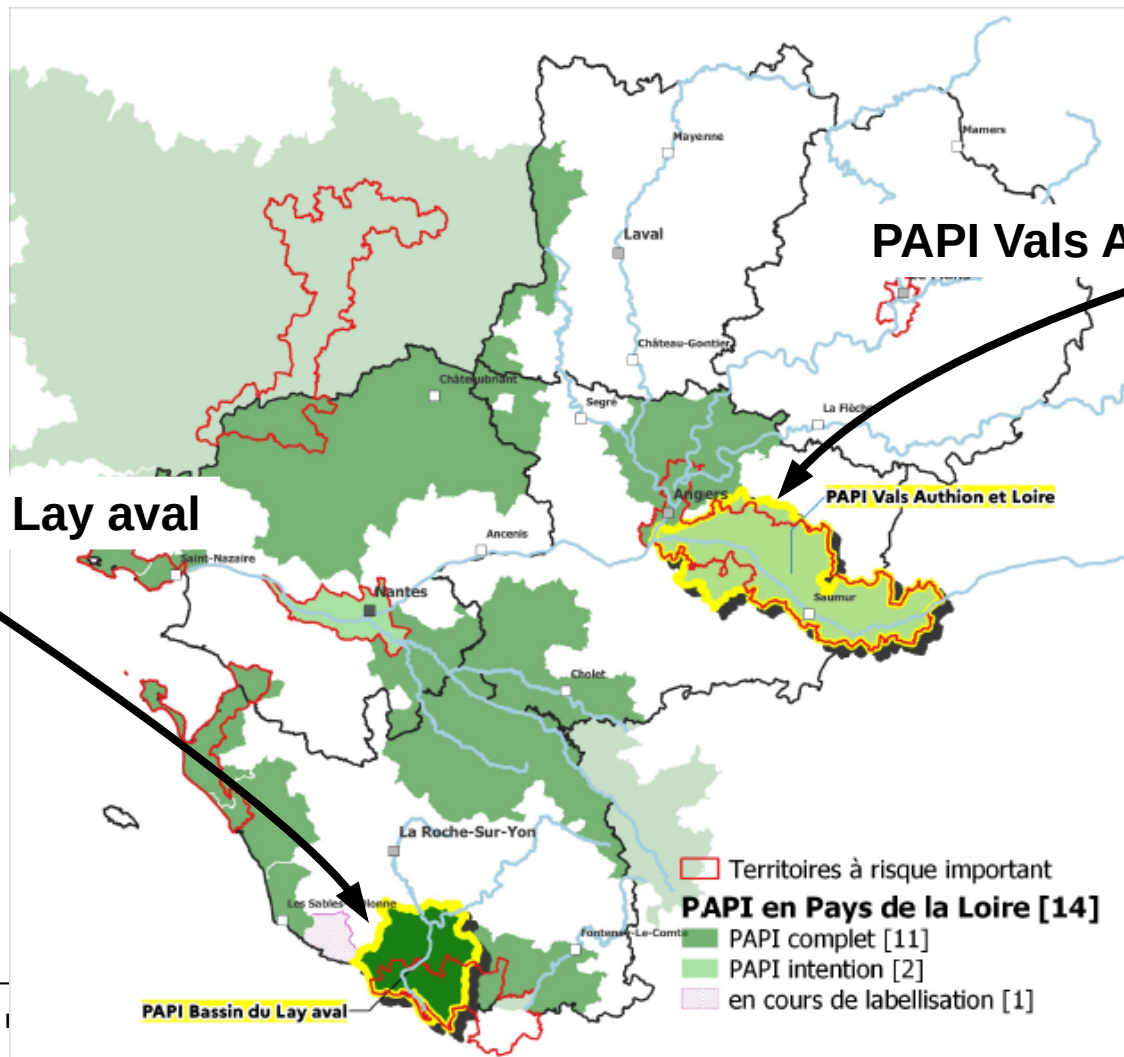 Mayenne
Mamers
Laval
PAPI Vals A
Château-Gontier
Châteaubriant
Segré
La Flèche
Angers
PAPI Vals Authion et Loire
Lay aval
Ancenis
Saint-Nazaire
Nantes
Saumur
Cholet
La Roche-Sur-Yon
Territoires à risque important
PAPI en Pays de la Loire [14]
Les Sables
Fontenay-Le-Comte
PAPI complet [11]
PAPI intention [2]
PAPI Bassin du Lay aval
en cours de labellisation [1]